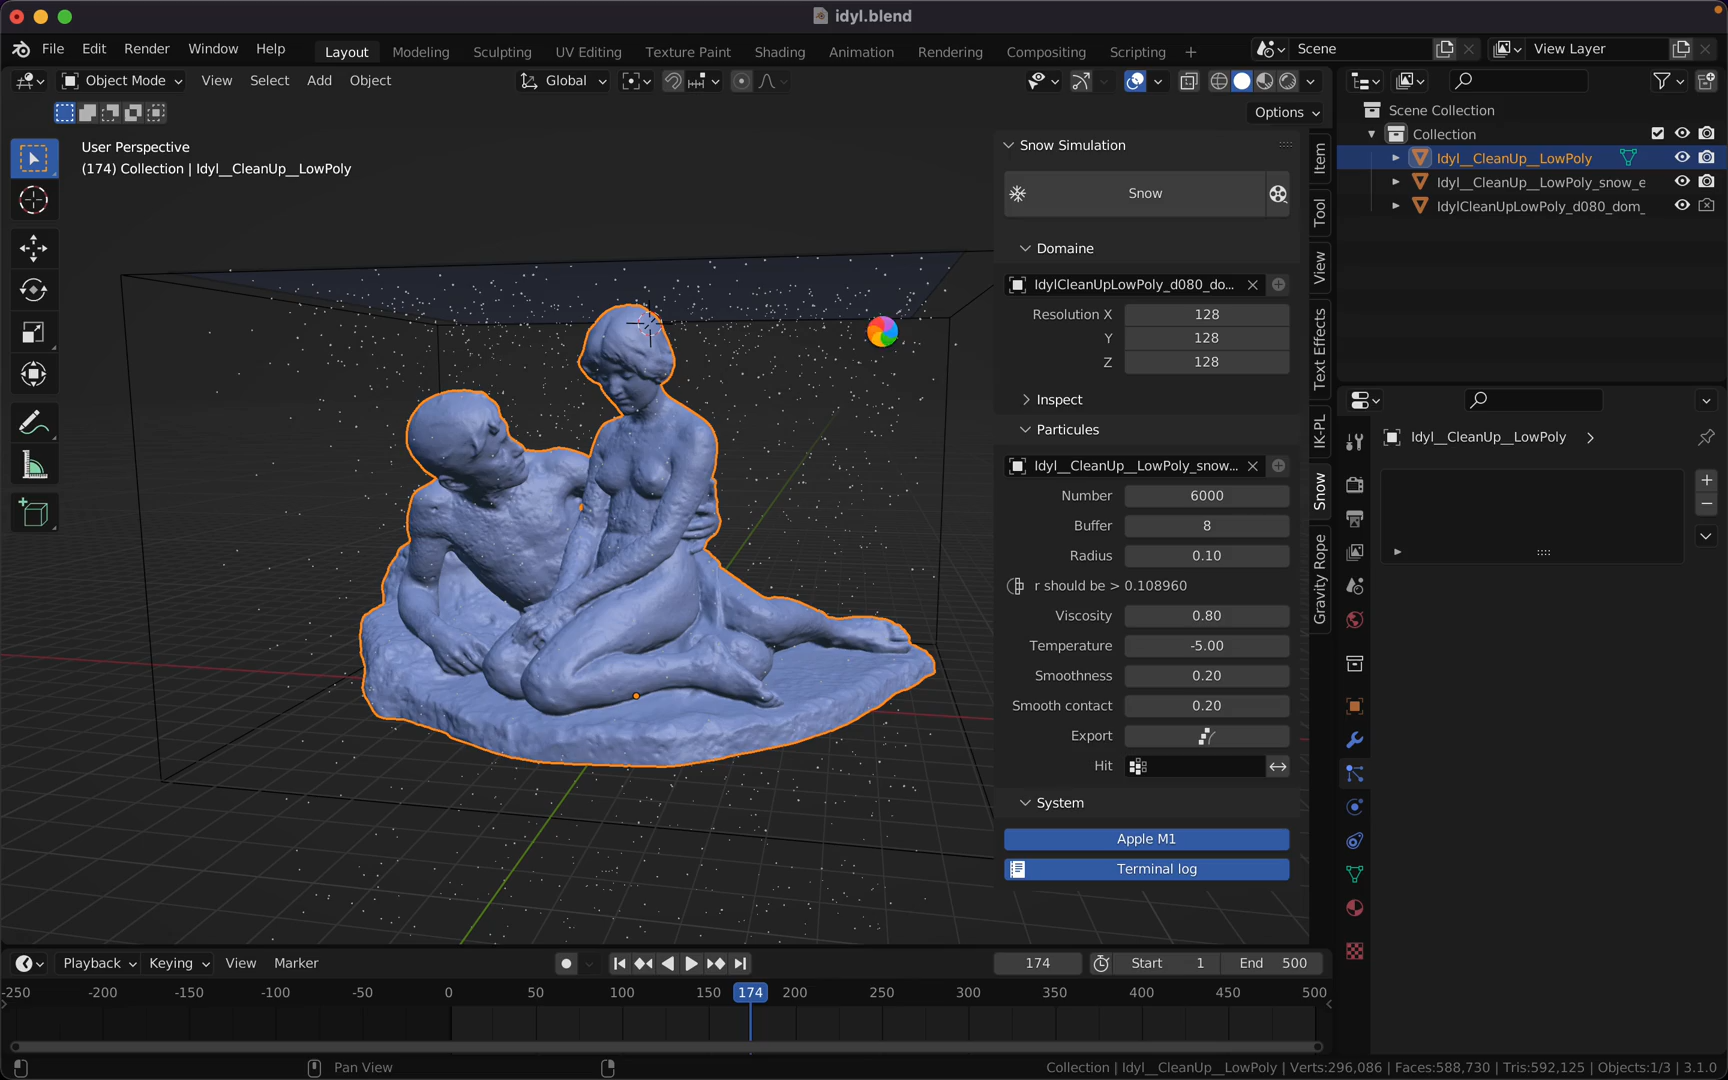 idyl.blend
File Edit Render Window Help
Layout Modeling Sculpting UV Editing Texture Paint Shading Animation Rendering Compositing Scripting +
Scene
View Layer
Object Mode View Select Add Object
Global
Options
User Perspective
(174) Collection | Idyl__CleanUp__LowPoly
Snow Simulation
Snow
Domaine
IdylCleanUpLowPoly_d080_do...
Resolution X 128
Y 128
Z 128
Inspect
Particules
Idyl__CleanUp__LowPoly_snow...
Number 6000
Buffer 8
Radius 0.10
r should be > 0.108960
Viscosity 0.80
Temperature -5.00
Smoothness 0.20
Smooth contact 0.20
Export
Hit
System
Apple M1
Terminal log
Item
Tool
View
Text Effects
IK-PL
Snow
Gravity Rope
Scene Collection
Collection
Idyl__CleanUp__LowPoly
Idyl__CleanUp__LowPoly_snow_e
IdylCleanUpLowPoly_d080_dom_
Idyl__CleanUp__LowPoly
Playback Keying View Marker
174 Start 1 End 500
-250 -200 -150 -100 -50 0 50 100 150 174 200 250 300 350 400 450 500
Pan View
Collection | Idyl__CleanUp__LowPoly | Verts:296,086 | Faces:588,730 | Tris:592,125 | Objects:1/3 | 3.1.0